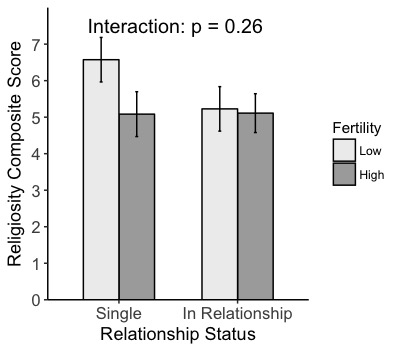 Interaction: p = 0.26
Religiosity Composite Score
7
6
5
4
3
2
1
0
Single In Relationship
Relationship Status
Fertility
Low
High